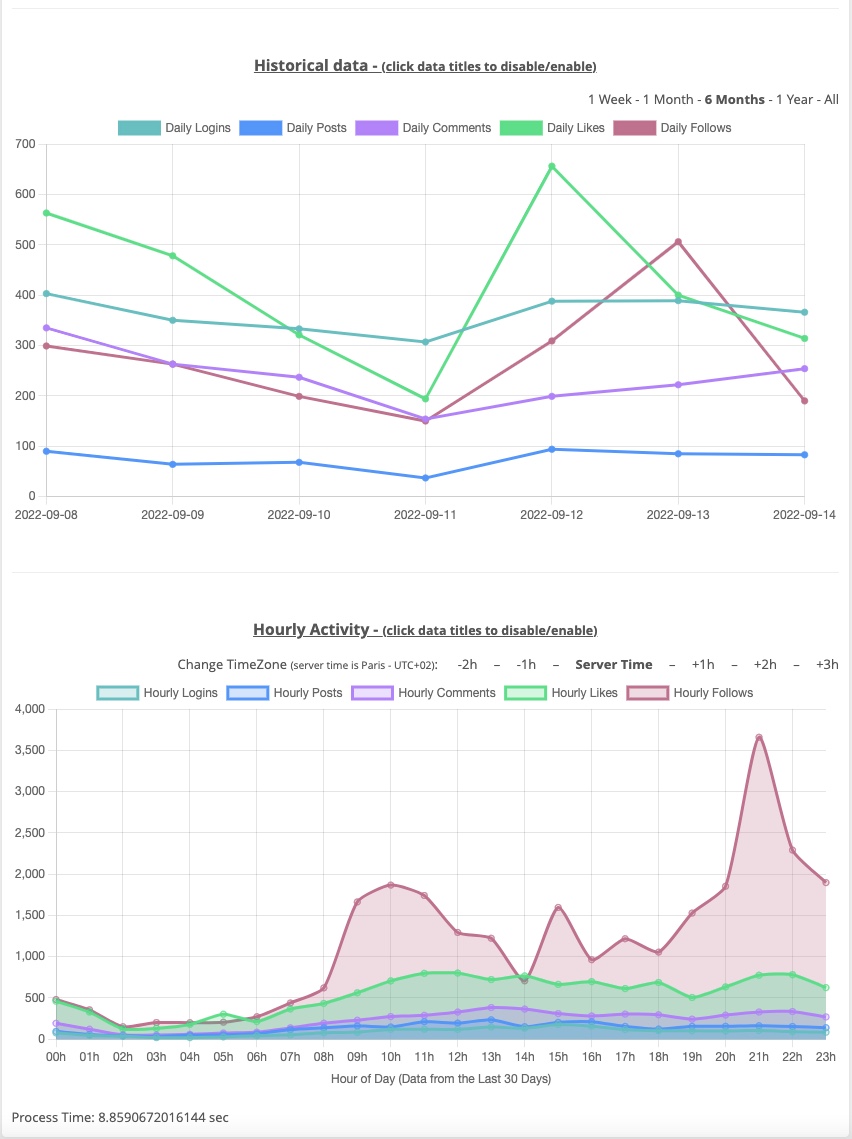 Historical data - (click data titles to disable/enable)
1 Week - 1 Month - 6 Months - 1 Year - All
Daily Logins Daily Posts Daily Comments Daily Likes Daily Follows
700
600
500
400
300
200
100
0
2022-09-08 2022-09-09 2022-09-10 2022-09-11 2022-09-12 2022-09-13 2022-09-14
Hourly Activity - (click data titles to disable/enable)
Change TimeZone (server time is Paris - UTC+02): -2h – -1h – Server Time – +1h – +2h – +3h
Hourly Logins Hourly Posts Hourly Comments Hourly Likes Hourly Follows
4,000
3,500
3,000
2,500
2,000
1,500
1,000
500
0
00h 01h 02h 03h 04h 05h 06h 07h 08h 09h 10h 11h 12h 13h 14h 15h 16h 17h 18h 19h 20h 21h 22h 23h
Hour of Day (Data from the Last 30 Days)
Process Time: 8.8590672016144 sec